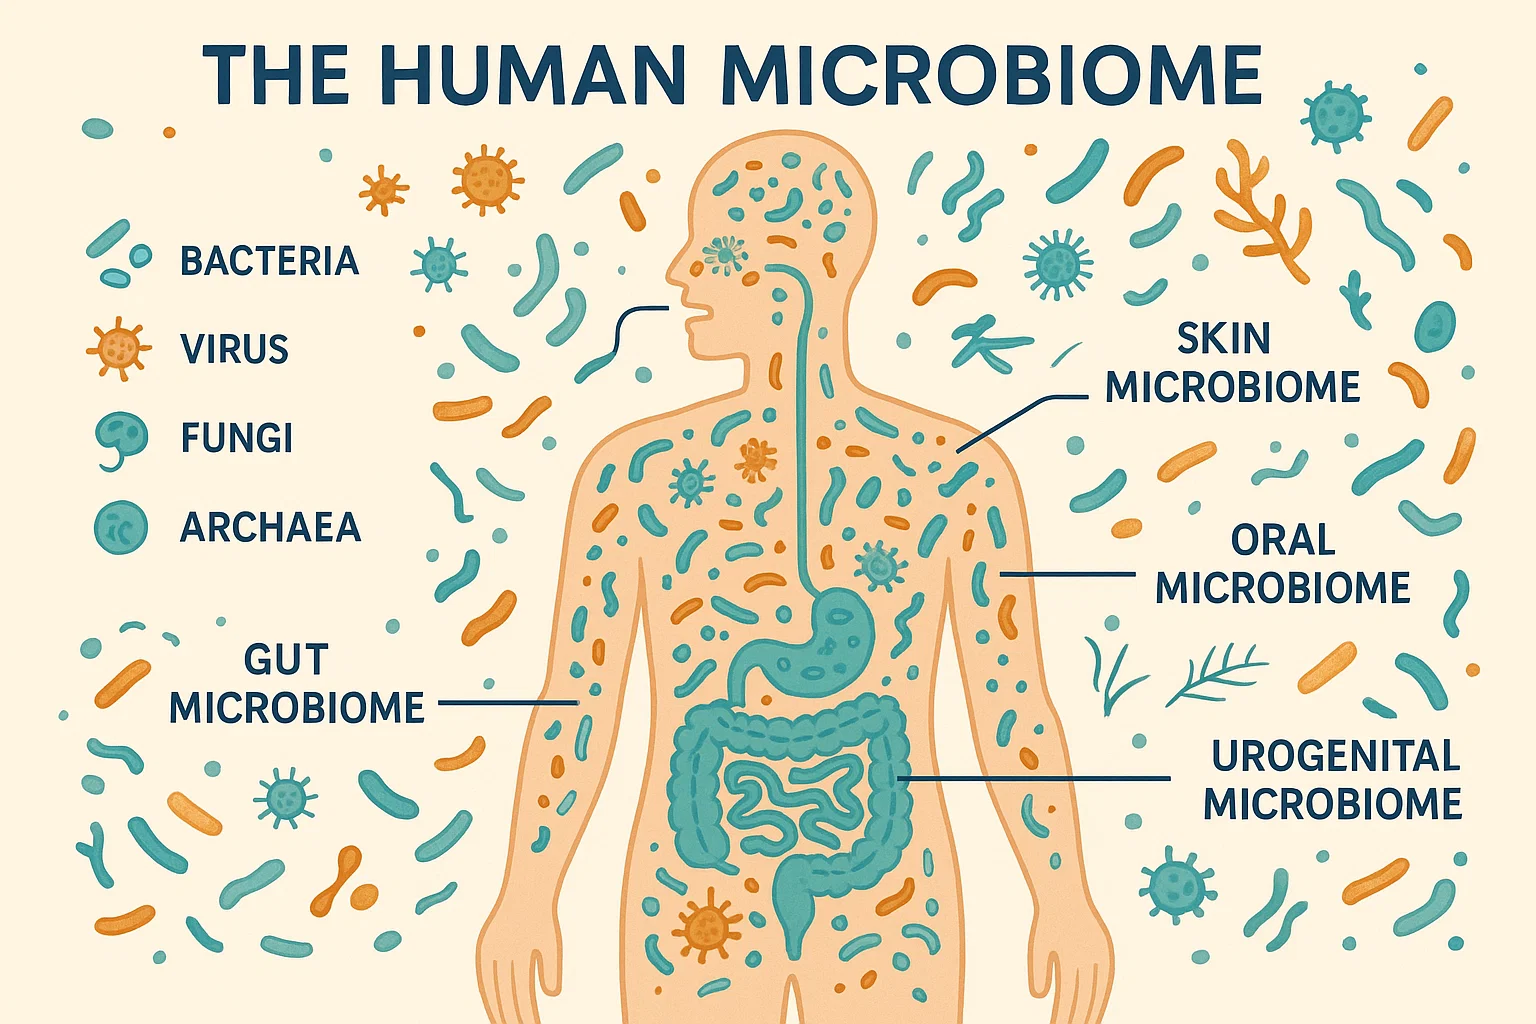 THE HUMAN MICROBIOME
BACTERIA
VIRUS
FUNGI
ARCHAEA
GUT
MICROBIOME
SKIN
MICROBIOME
ORAL
MICROBIOME
UROGENITAL
MICROBIOME